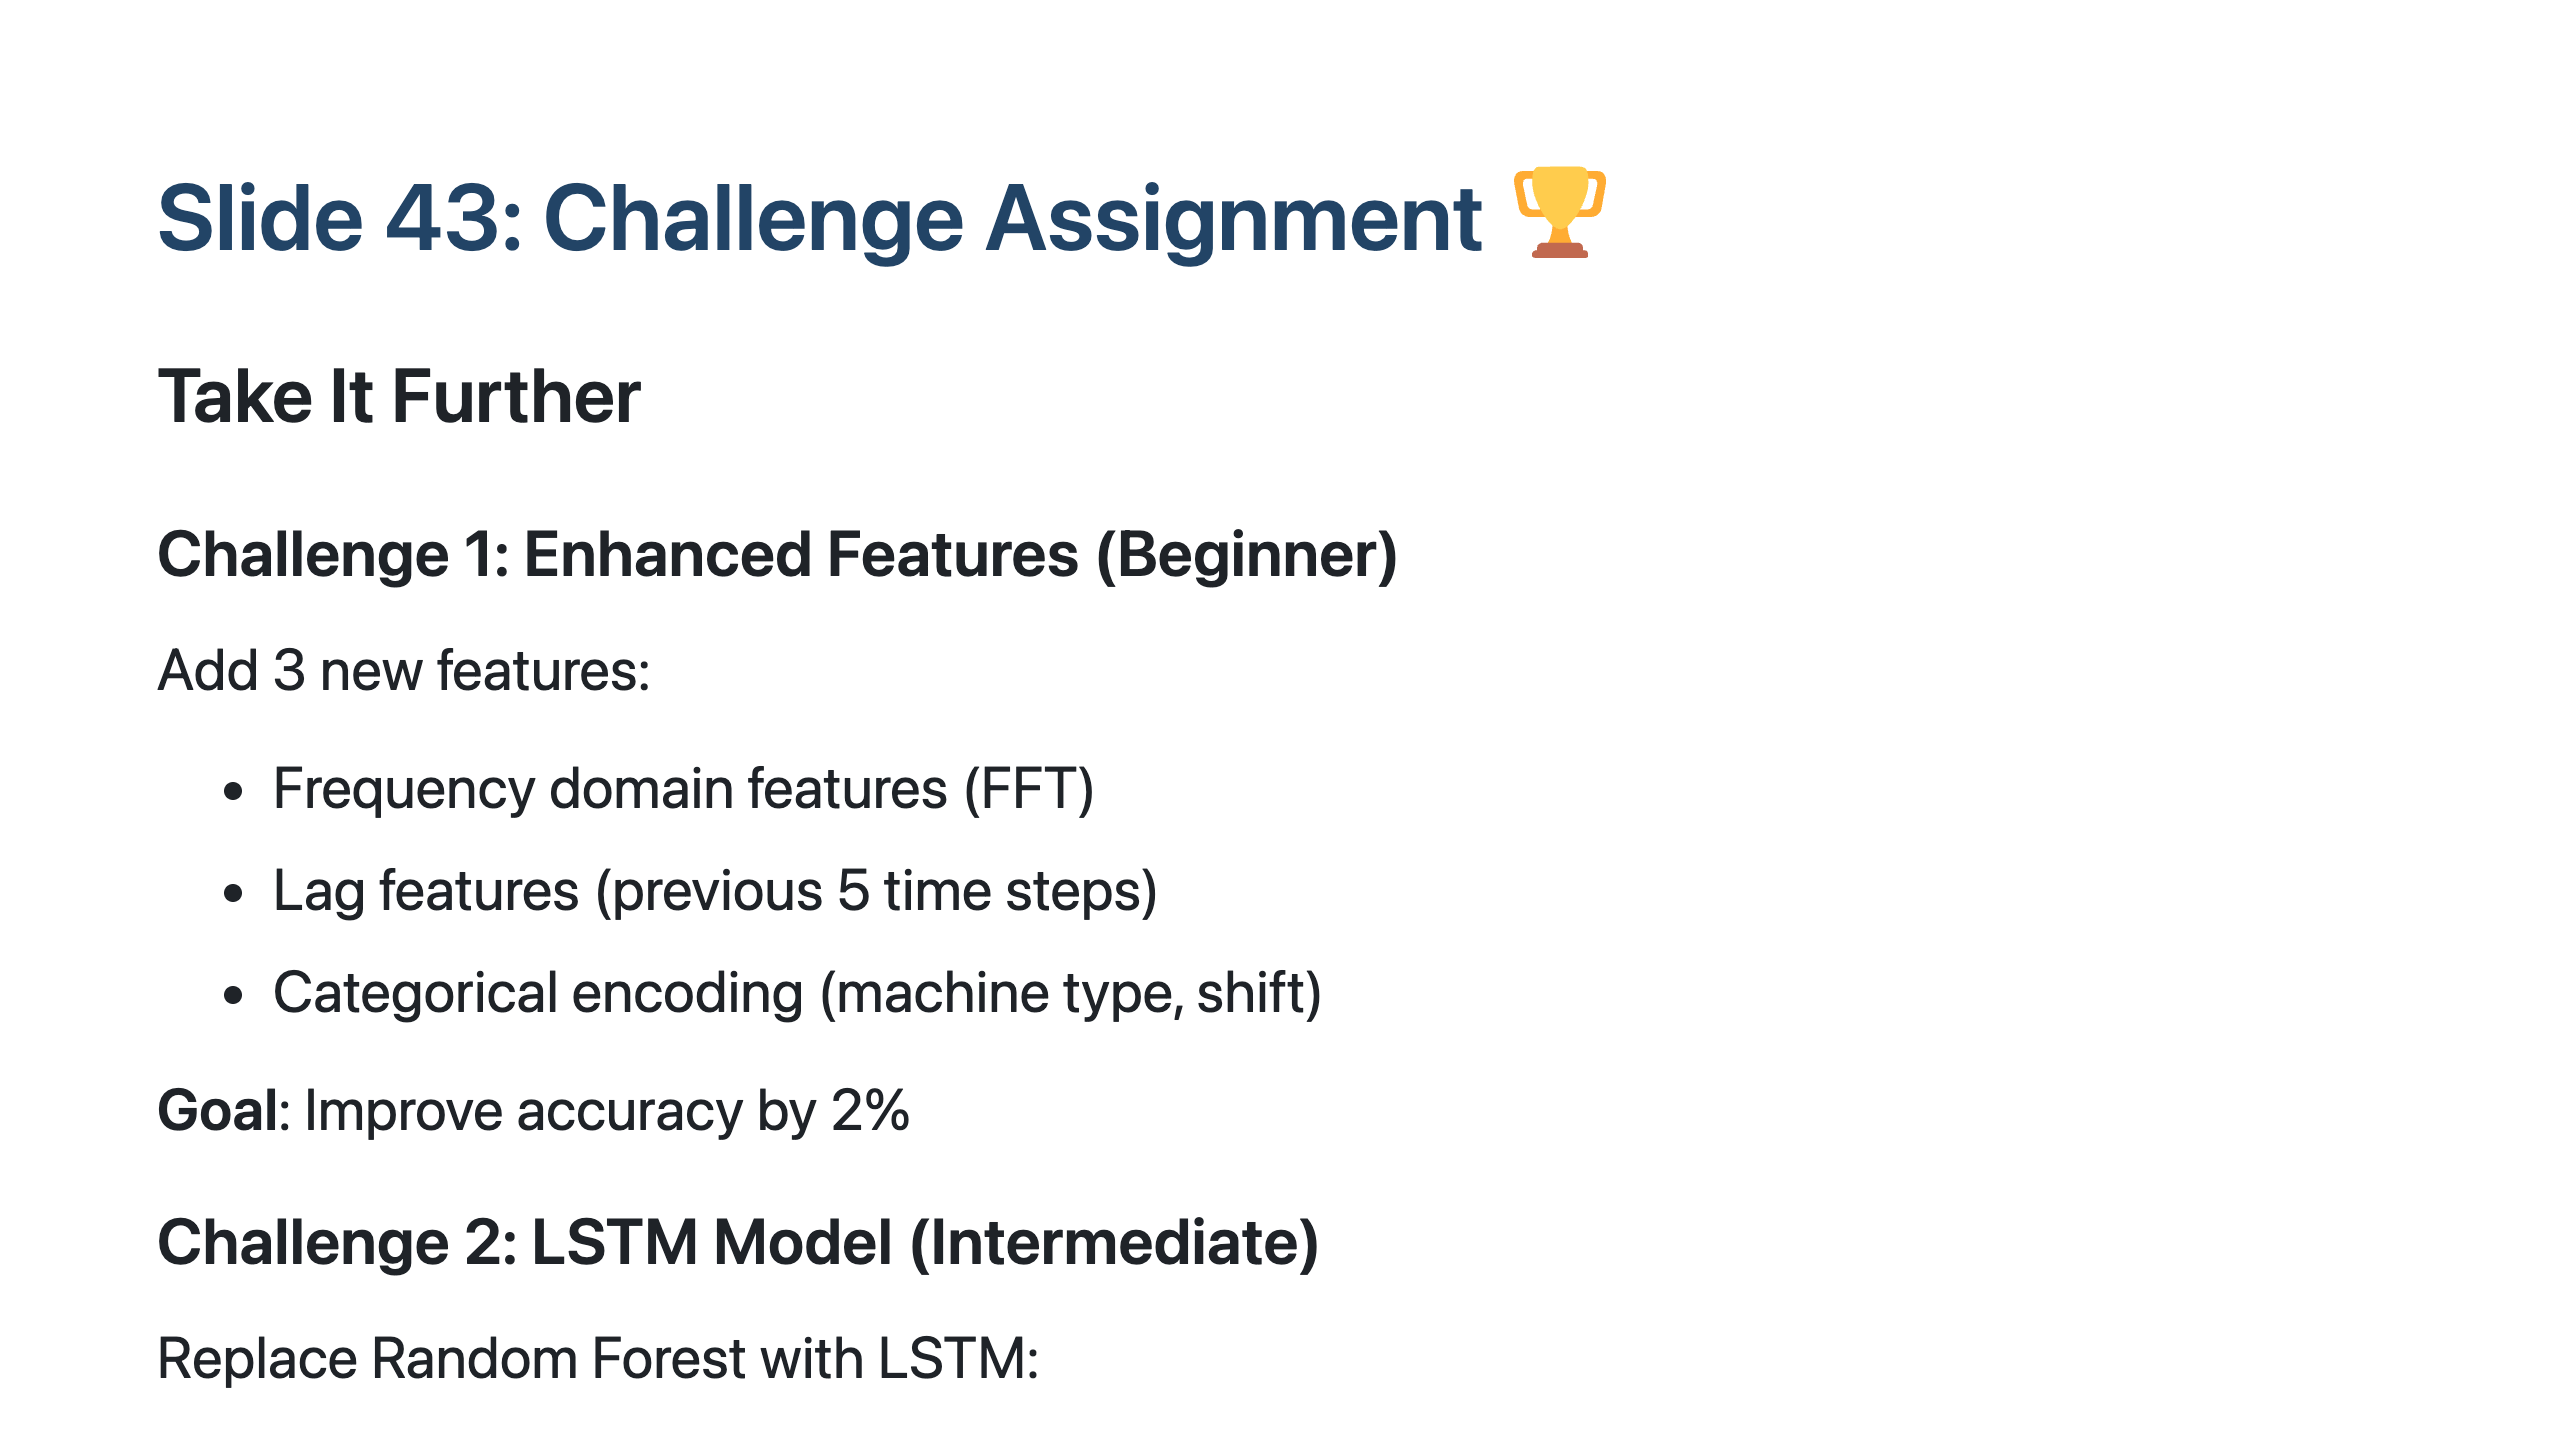 Slide 43: Challenge Assignment 🏆
Take It Further
Challenge 1: Enhanced Features (Beginner)
Add 3 new features:
• Frequency domain features (FFT)
• Lag features (previous 5 time steps)
• Categorical encoding (machine type, shift)
Goal: Improve accuracy by 2%
Challenge 2: LSTM Model (Intermediate)
Replace Random Forest with LSTM: